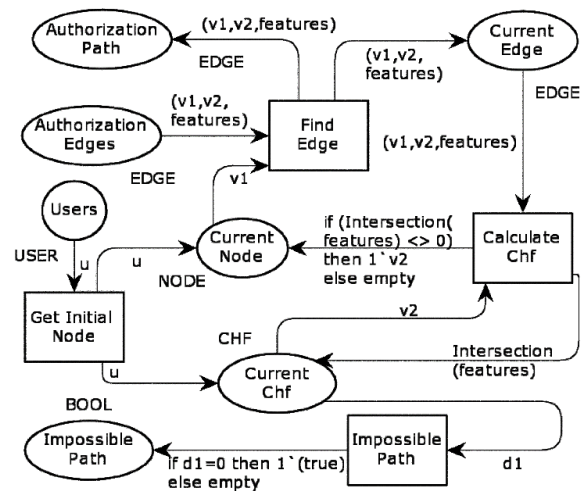 Authorization
Path
(v1,v2,features)
EDGE
(v1,v2,
features)
Current
Edge
EDGE
Authorization
Edges
(v1,v2,
features)
EDGE
Find
Edge
(v1,v2,features)
v1
Users
USER
u
u
Current
Node
NODE
if (Intersection(
features) <> 0)
then 1`v2
else empty
Calculate
Chf
Get Initial
Node
u
CHF
v2
Current
Chf
Intersection
(features)
BOOL
Impossible
Path
if d1=0 then 1`(true)
else empty
Impossible
Path
d1